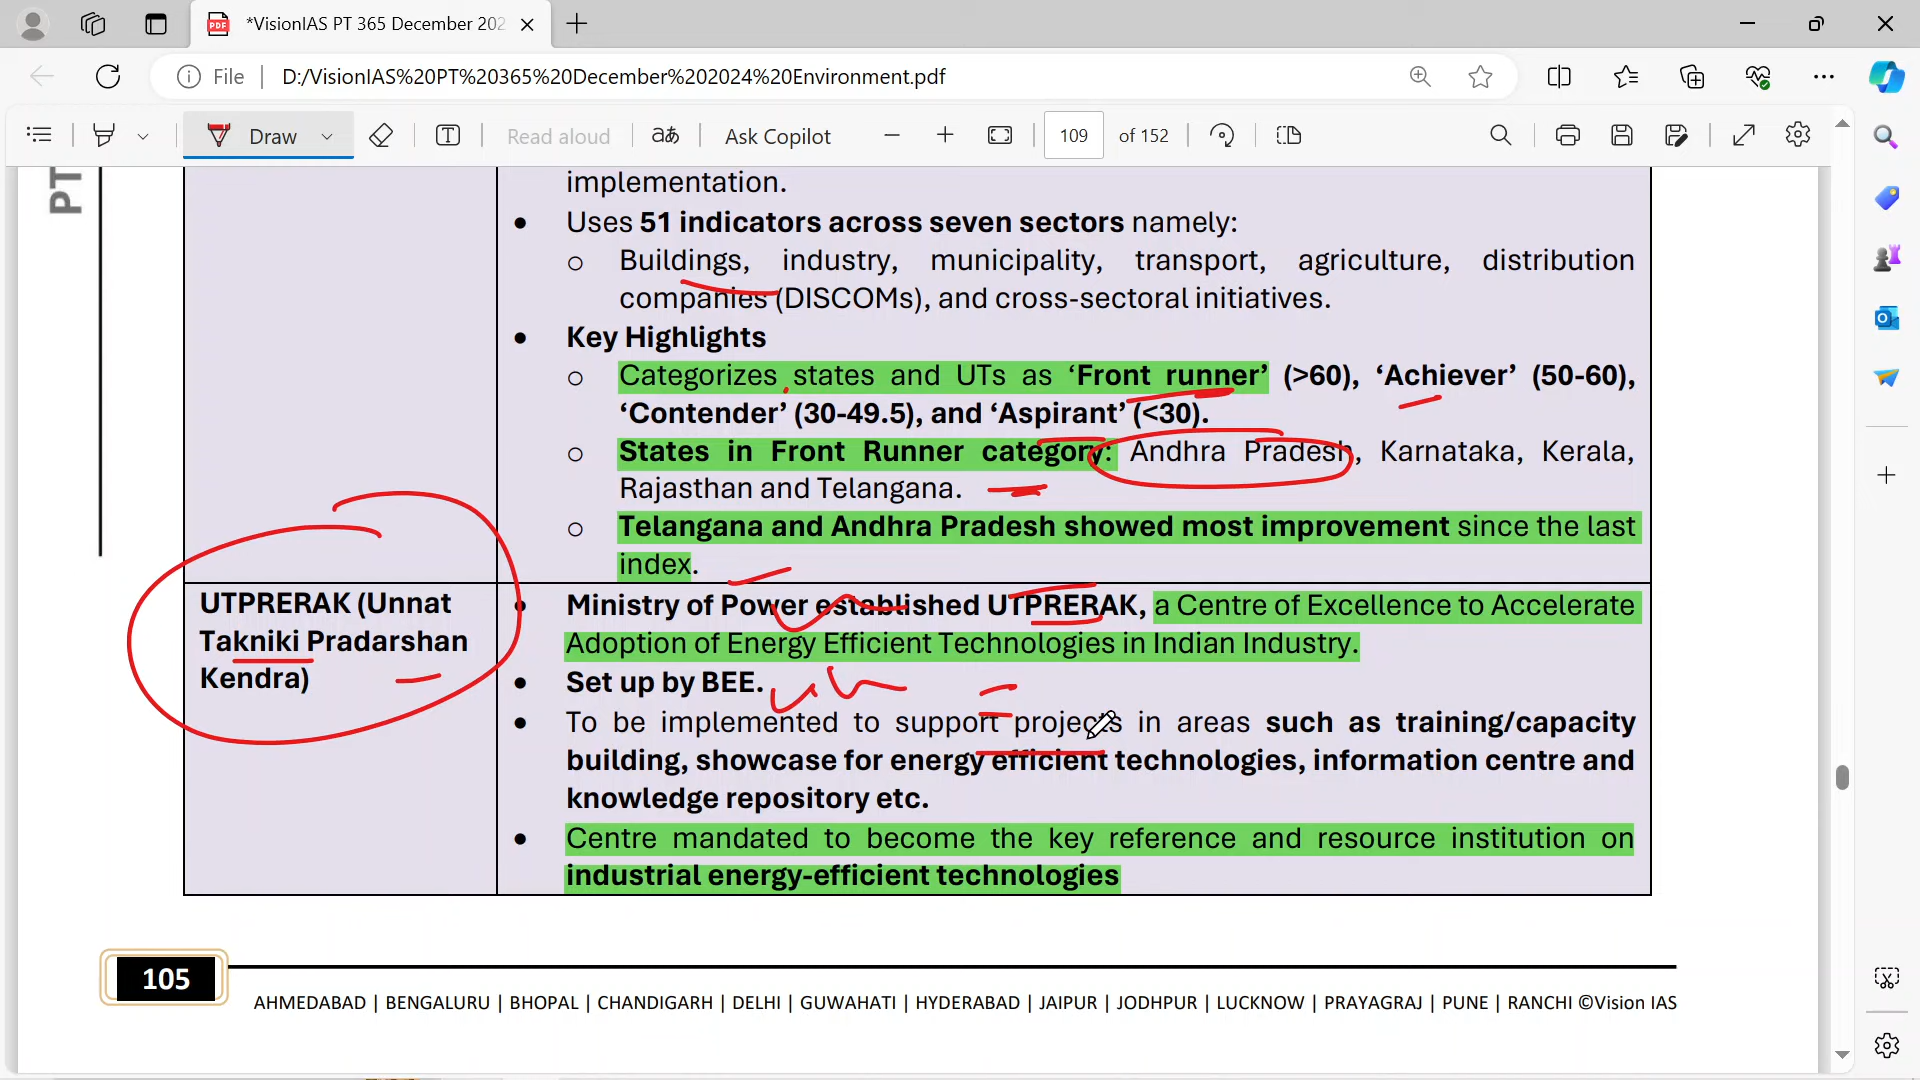 *VisionIAS PT 365 December 202
File
D:/VisionIAS%20PT%20365%20December%202024%20Environment.pdf
Draw
Read aloud
aあ
Ask Copilot
109
of 152
PT
implementation.
• Uses 51 indicators across seven sectors namely:
o Buildings, industry, municipality, transport, agriculture, distribution
companies (DISCOMs), and cross-sectoral initiatives.
• Key Highlights
o Categorizes states and UTs as ‘Front runner’ (>60), ‘Achiever’ (50-60),
‘Contender’ (30-49.5), and ‘Aspirant’ (<30).
o States in Front Runner category: Andhra Pradesh, Karnataka, Kerala,
Rajasthan and Telangana.
o Telangana and Andhra Pradesh showed most improvement since the last
index.
UTPRERAK (Unnat
Takniki Pradarshan
Kendra)
• Ministry of Power established UTPRERAK, a Centre of Excellence to Accelerate
Adoption of Energy Efficient Technologies in Indian Industry.
• Set up by BEE.
• To be implemented to support projects in areas such as training/capacity
building, showcase for energy efficient technologies, information centre and
knowledge repository etc.
• Centre mandated to become the key reference and resource institution on
industrial energy-efficient technologies
105
AHMEDABAD | BENGALURU | BHOPAL | CHANDIGARH | DELHI | GUWAHATI | HYDERABAD | JAIPUR | JODHPUR | LUCKNOW | PRAYAGRAJ | PUNE | RANCHI ©Vision IAS